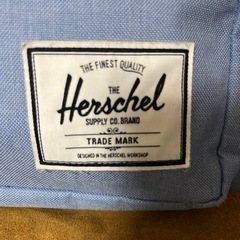 THE FINEST QUALITY
THE
Herschel
SUPPLY CO. BRAND
TRADE MARK
DESIGNED IN THE HERSCHEL WORKSHOP